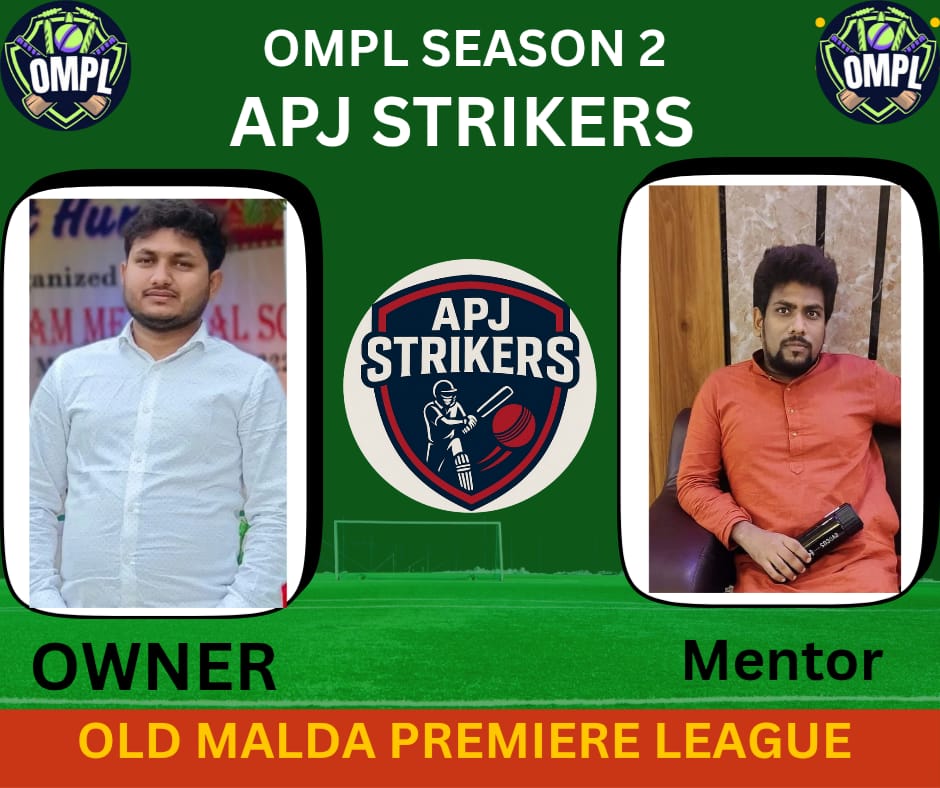 OMPL
OMPL SEASON 2
OMPL
APJ STRIKERS
APJ
STRIKERS
OWNER
Mentor
OLD MALDA PREMIERE LEAGUE